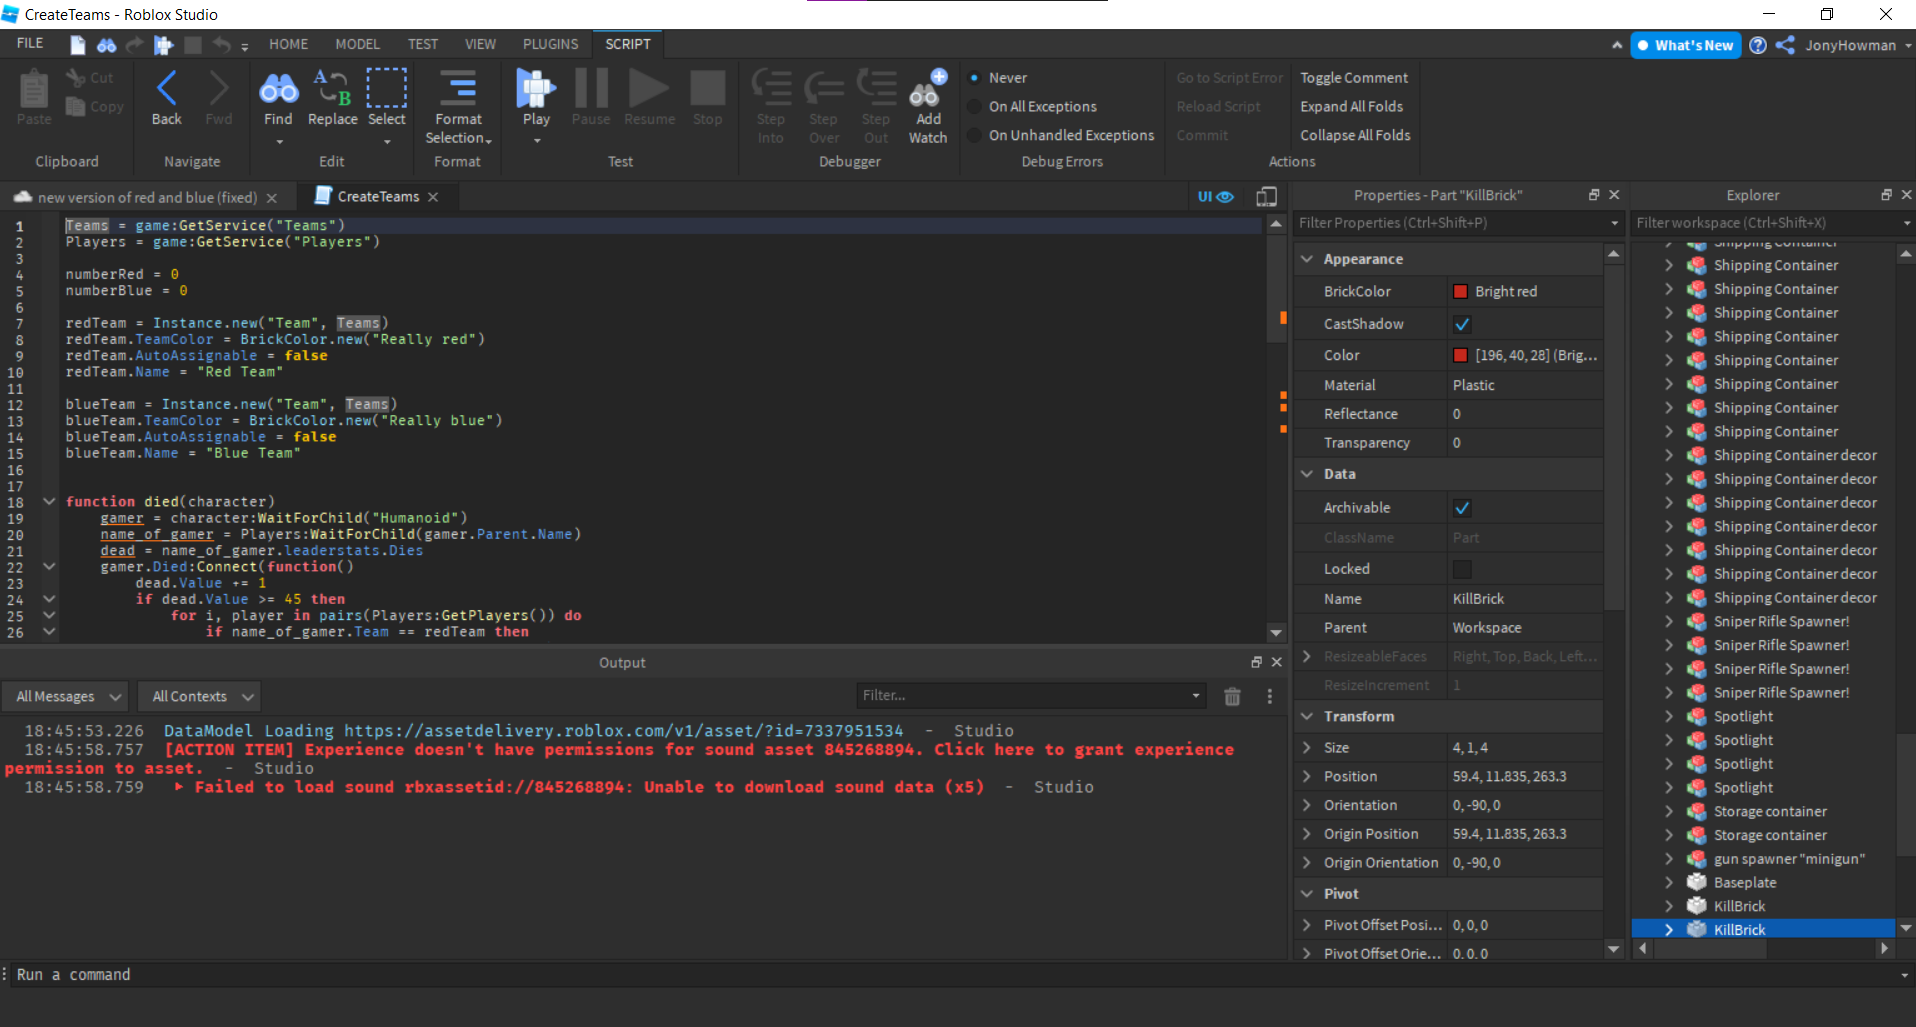 CreateTeams - Roblox Studio
FILE HOME MODEL TEST VIEW PLUGINS SCRIPT What's New JonyHowman
Paste Cut Copy
Clipboard
Back Fwd
Navigate
Find Replace Select
Edit
Format Selection
Format
Play Pause Resume Stop
Test
Step Into Step Over Step Out Add Watch
Debugger
Never
On All Exceptions
On Unhandled Exceptions
Debug Errors
Go to Script Error Toggle Comment
Reload Script Expand All Folds
Commit Collapse All Folds
Actions
new version of red and blue (fixed) CreateTeams UI
1 Teams = game:GetService("Teams")
2 Players = game:GetService("Players")
3
4 numberRed = 0
5 numberBlue = 0
6
7 redTeam = Instance.new("Team", Teams)
8 redTeam.TeamColor = BrickColor.new("Really red")
9 redTeam.AutoAssignable = false
10 redTeam.Name = "Red Team"
11
12 blueTeam = Instance.new("Team", Teams)
13 blueTeam.TeamColor = BrickColor.new("Really blue")
14 blueTeam.AutoAssignable = false
15 blueTeam.Name = "Blue Team"
16
17
18 function died(character)
19 gamer = character:WaitForChild("Humanoid")
20 name_of_gamer = Players:WaitForChild(gamer.Parent.Name)
21 dead = name_of_gamer.leaderstats.Dies
22 gamer.Died:Connect(function()
23 dead.Value += 1
24 if dead.Value >= 45 then
25 for i, player in pairs(Players:GetPlayers()) do
26 if name_of_gamer.Team == redTeam then
Output
All Messages All Contexts Filter...
18:45:53.226 DataModel Loading https://assetdelivery.roblox.com/v1/asset/?id=7337951534 - Studio
18:45:58.757 [ACTION ITEM] Experience doesn't have permissions for sound asset 845268894. Click here to grant experience
permission to asset. - Studio
18:45:58.759 Failed to load sound rbxassetid://845268894: Unable to download sound data (x5) - Studio
Run a command
Properties - Part "KillBrick"
Filter Properties (Ctrl+Shift+P)
Appearance
BrickColor Bright red
CastShadow
Color [196, 40, 28] (Brig...
Material Plastic
Reflectance 0
Transparency 0
Data
Archivable
ClassName Part
Locked
Name KillBrick
Parent Workspace
ResizeableFaces Right, Top, Back, Left...
ResizeIncrement 1
Transform
Size 4, 1, 4
Position 59.4, 11.835, 263.3
Orientation 0, -90, 0
Origin Position 59.4, 11.835, 263.3
Origin Orientation 0, -90, 0
Pivot
Pivot Offset Posi... 0, 0, 0
Pivot Offset Orie... 0, 0, 0
Explorer
Filter workspace (Ctrl+Shift+X)
Shipping Container
Shipping Container
Shipping Container
Shipping Container
Shipping Container
Shipping Container
Shipping Container
Shipping Container
Shipping Container
Shipping Container decor
Shipping Container decor
Shipping Container decor
Shipping Container decor
Shipping Container decor
Shipping Container decor
Shipping Container decor
Sniper Rifle Spawner!
Sniper Rifle Spawner!
Sniper Rifle Spawner!
Sniper Rifle Spawner!
Spotlight
Spotlight
Spotlight
Spotlight
Storage container
Storage container
gun spawner "minigun"
Baseplate
KillBrick
KillBrick